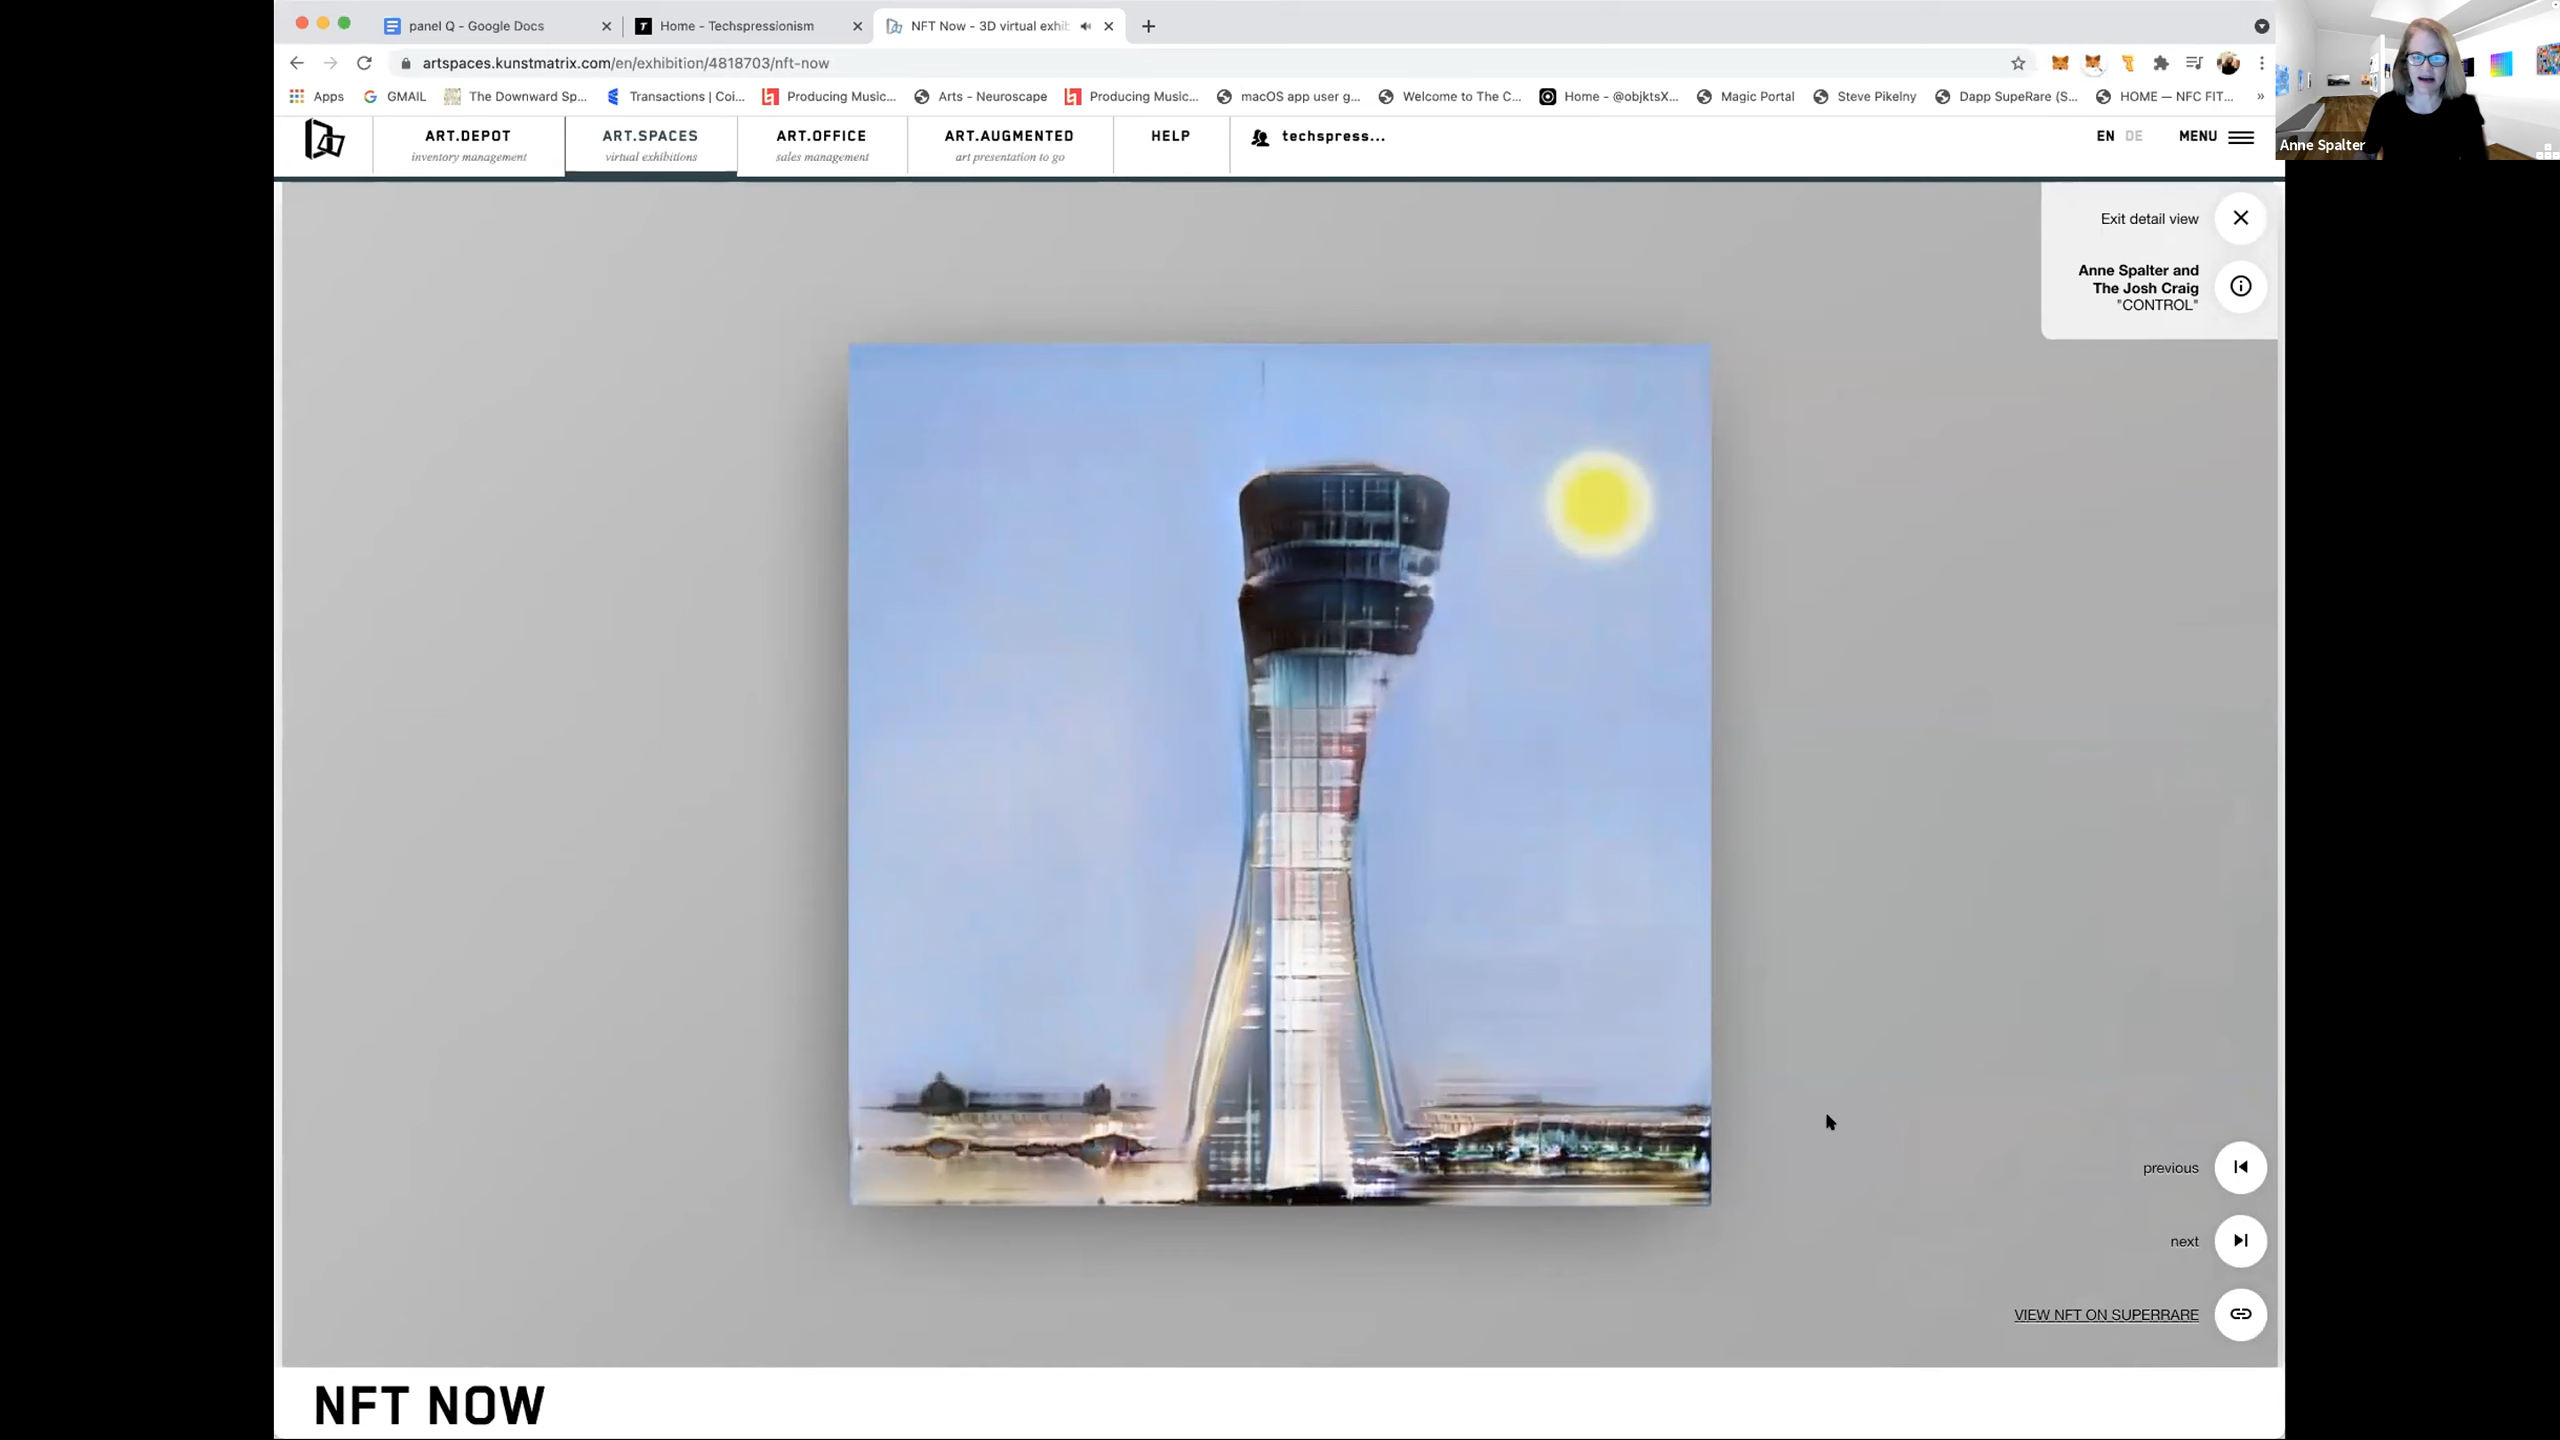 panel Q - Google Docs
Home - Techspressionism
NFT Now - 3D virtual exhib
artspaces.kunstmatrix.com/en/exhibition/4818703/nft-now
Apps GMAIL The Downward Sp... Transactions | Coi... Producing Music... Arts - Neuroscape Producing Music... macOS app user g... Welcome to The C... Home - @objktsX... Magic Portal Steve Pikelny Dapp SupeRare (S... HOME — NFC FIT... »
ART.DEPOT
inventory management
ART.SPACES
virtual exhibitions
ART.OFFICE
sales management
ART.AUGMENTED
art presentation to go
HELP
techspress...
EN DE
MENU
Anne Spalter
Exit detail view
Anne Spalter and
The Josh Craig
"CONTROL"
previous
next
VIEW NFT ON SUPERRARE
NFT NOW